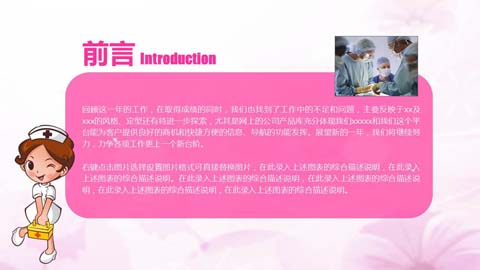 前言 Introduction
回顾这一年的工作，在取得成绩的同时，我们也找到了工作中的不足和问题，主要反映于xx及
xxx的风格、定型还有待进一步探索，尤其是网上的公司产品库充分体现我们xxxxx和我们这个平
台能为客户提供良好的商机和快捷方便的信息、导航的功能发挥。展望新的一年，我们将继续努
力，力争各项工作更上一个新台阶。
右键点击图片选择设置图片格式可直接替换图片，在此录入上述图表的综合描述说明，在此录入
上述图表的综合描述说明。在此录入上述图表的综合描述说明，在此录入上述图表的综合描述说
明，在此录入上述图表的综合描述说明，在此录入上述图表的综合描述说明。